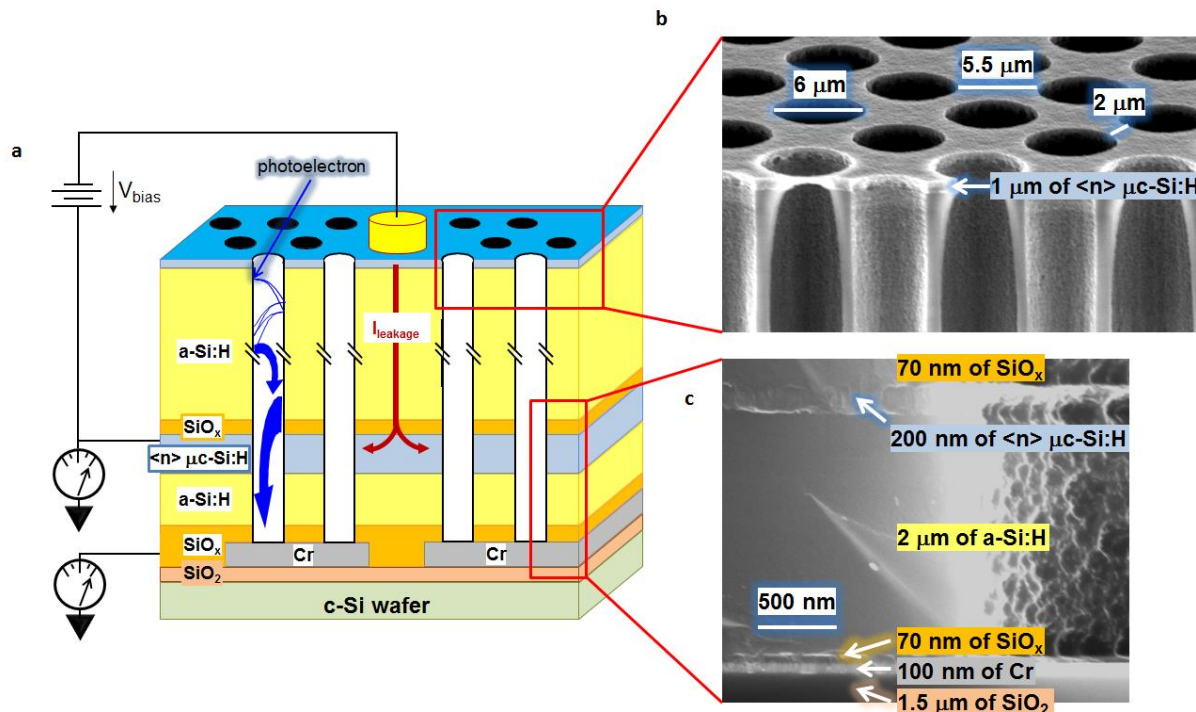 a
V_bias
photoelectron
I_leakage
a-Si:H
SiOₓ
<n> μc-Si:H
a-Si:H
SiOₓ
Cr
Cr
SiO₂
c-Si wafer
b
6 μm
5.5 μm
2 μm
1 μm of <n> μc-Si:H
c
70 nm of SiOₓ
200 nm of <n> μc-Si:H
2 μm of a-Si:H
500 nm
70 nm of SiOₓ
100 nm of Cr
1.5 μm of SiO₂